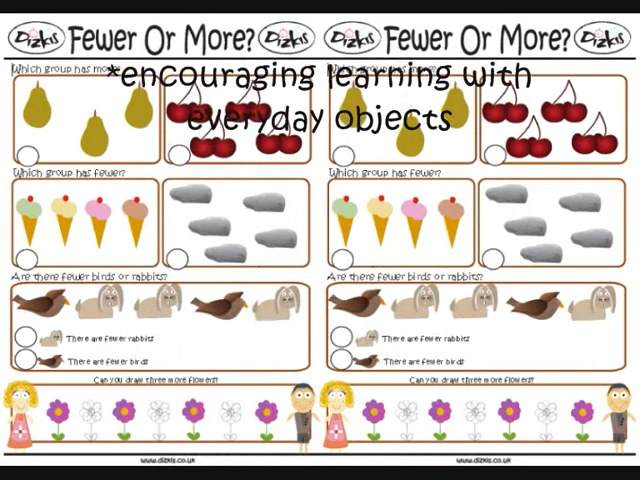 Dizkis Fewer Or More? Dizkis
Dizkis Fewer Or More? Dizkis
*encouraging learning with
everyday objects
Which group has more?
Which group has fewer?
Which group has fewer?
Are there fewer birds or rabbits?
Are there fewer birds or rabbits?
There are fewer rabbits
There are fewer rabbits
There are fewer birds
There are fewer birds
Can you draw three more flowers?
Can you draw three more flowers?
www.dizkis.co.uk
www.dizkis.co.uk